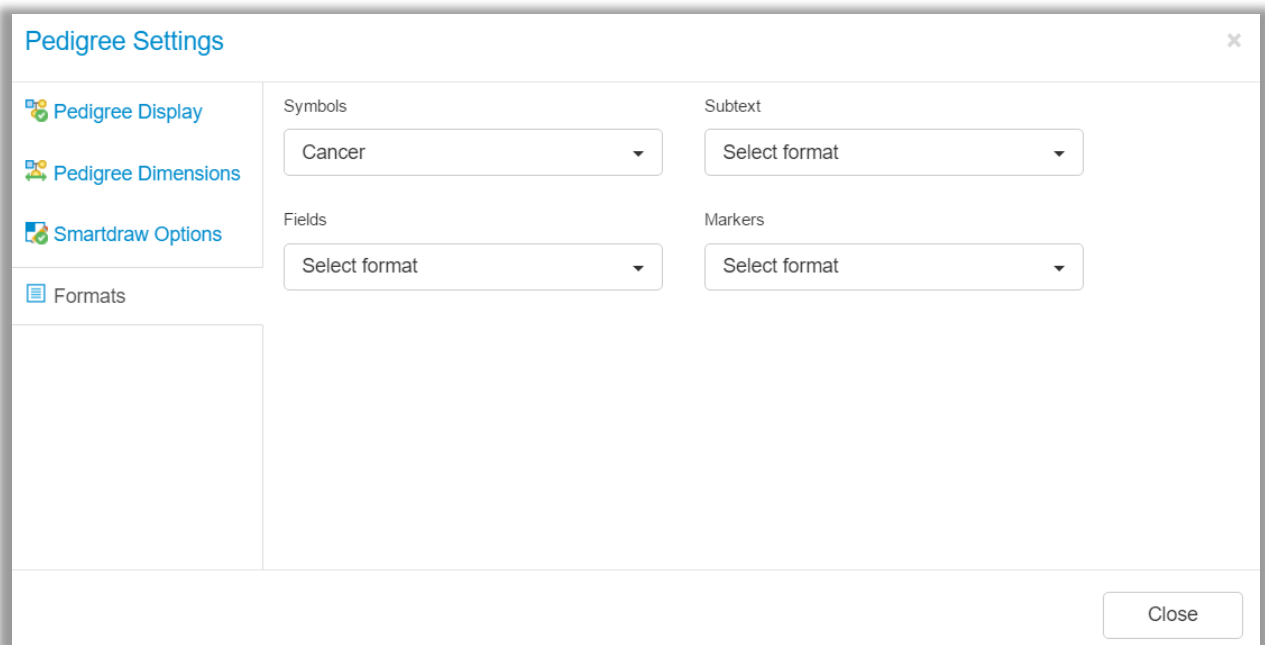 Pedigree Settings
×
Pedigree Display
Pedigree Dimensions
Smartdraw Options
Formats
Symbols
Cancer
Subtext
Select format
Fields
Select format
Markers
Select format
Close